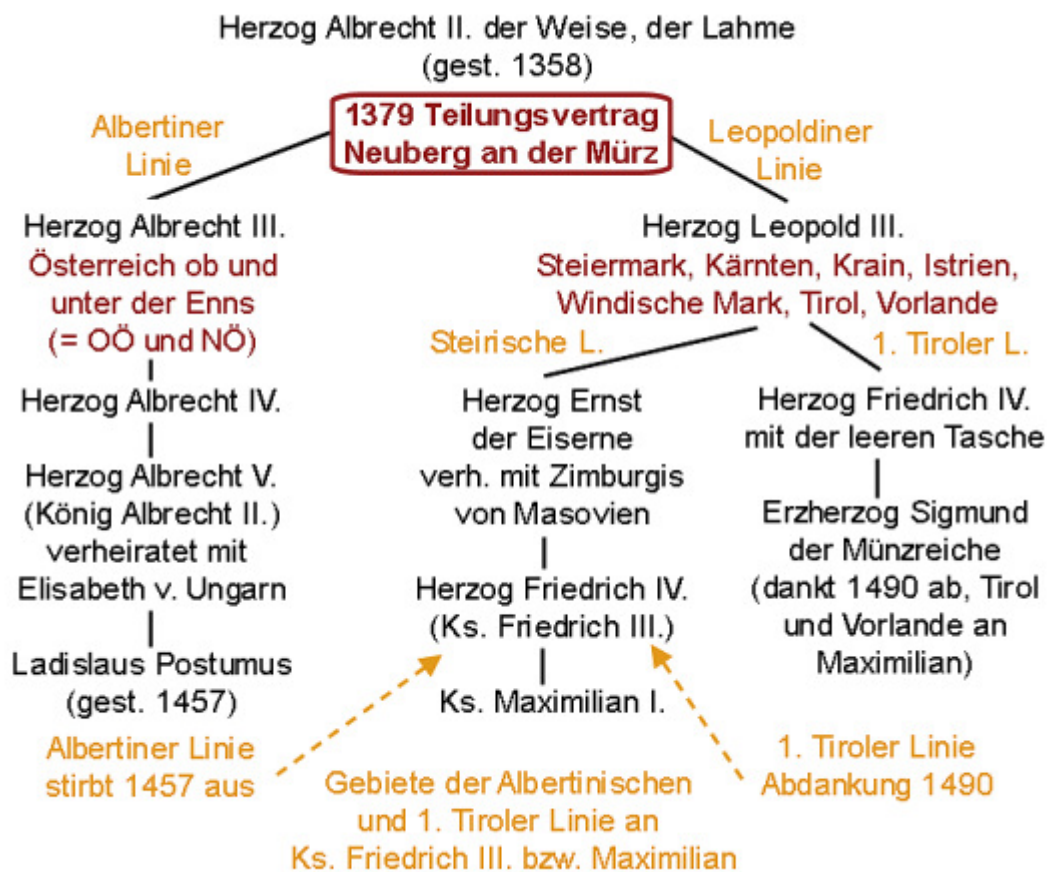 Herzog Albrecht II. der Weise, der Lahme
(gest. 1358)
1379 Teilungsvertrag
Neuberg an der Mürz
Albertiner
Linie
Leopoldiner
Linie
Herzog Albrecht III.
Österreich ob und
unter der Enns
(= OÖ und NÖ)
Herzog Albrecht IV.
Herzog Albrecht V.
(König Albrecht II.)
verheiratet mit
Elisabeth v. Ungarn
Ladislaus Postumus
(gest. 1457)
Albertiner Linie
stirbt 1457 aus
Herzog Leopold III.
Steiermark, Kärnten, Krain, Istrien,
Windische Mark, Tirol, Vorlande
Steirische L.
Herzog Ernst
der Eiserne
verh. mit Zimburgis
von Masovien
Herzog Friedrich IV.
(Ks. Friedrich III.)
Ks. Maximilian I.
1. Tiroler L.
Herzog Friedrich IV.
mit der leeren Tasche
Erzherzog Sigmund
der Münzreiche
(dankt 1490 ab, Tirol
und Vorlande an
Maximilian)
1. Tiroler Linie
Abdankung 1490
Gebiete der Albertinischen
und 1. Tiroler Linie an
Ks. Friedrich III. bzw. Maximilian